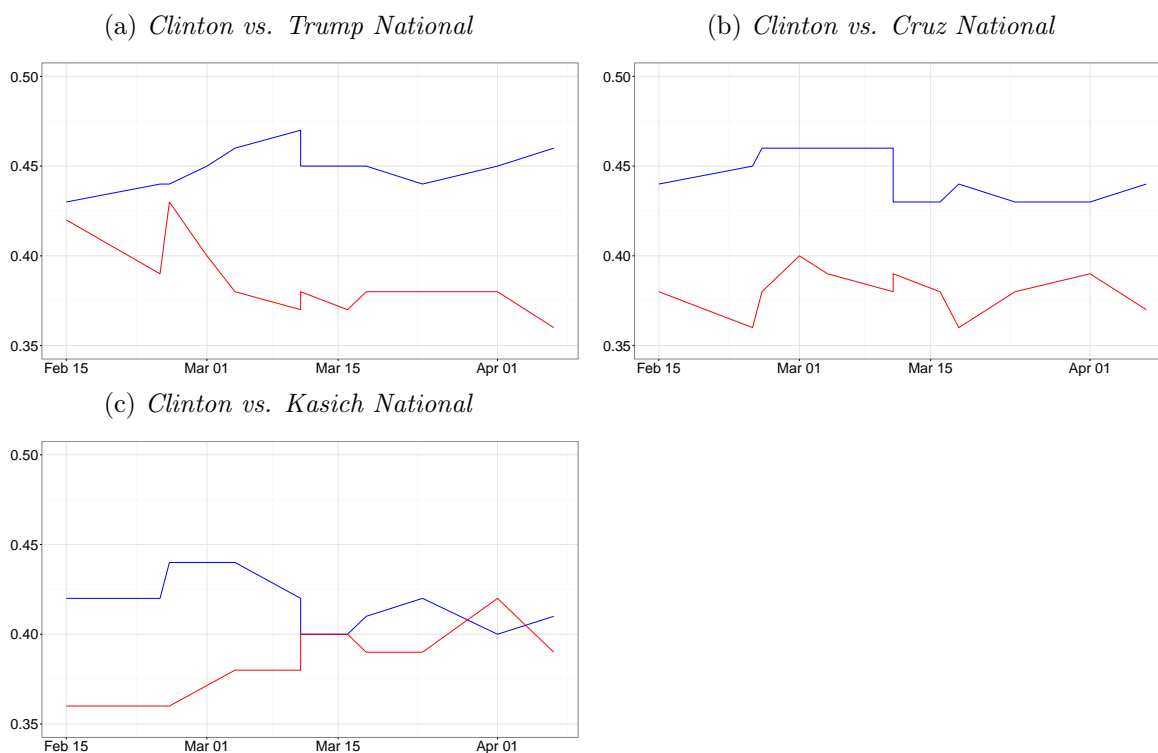 (a) Clinton vs. Trump National
0.50
0.45
0.40
0.35
Feb 15 Mar 01 Mar 15 Apr 01
(b) Clinton vs. Cruz National
0.50
0.45
0.40
0.35
Feb 15 Mar 01 Mar 15 Apr 01
(c) Clinton vs. Kasich National
0.50
0.45
0.40
0.35
Feb 15 Mar 01 Mar 15 Apr 01